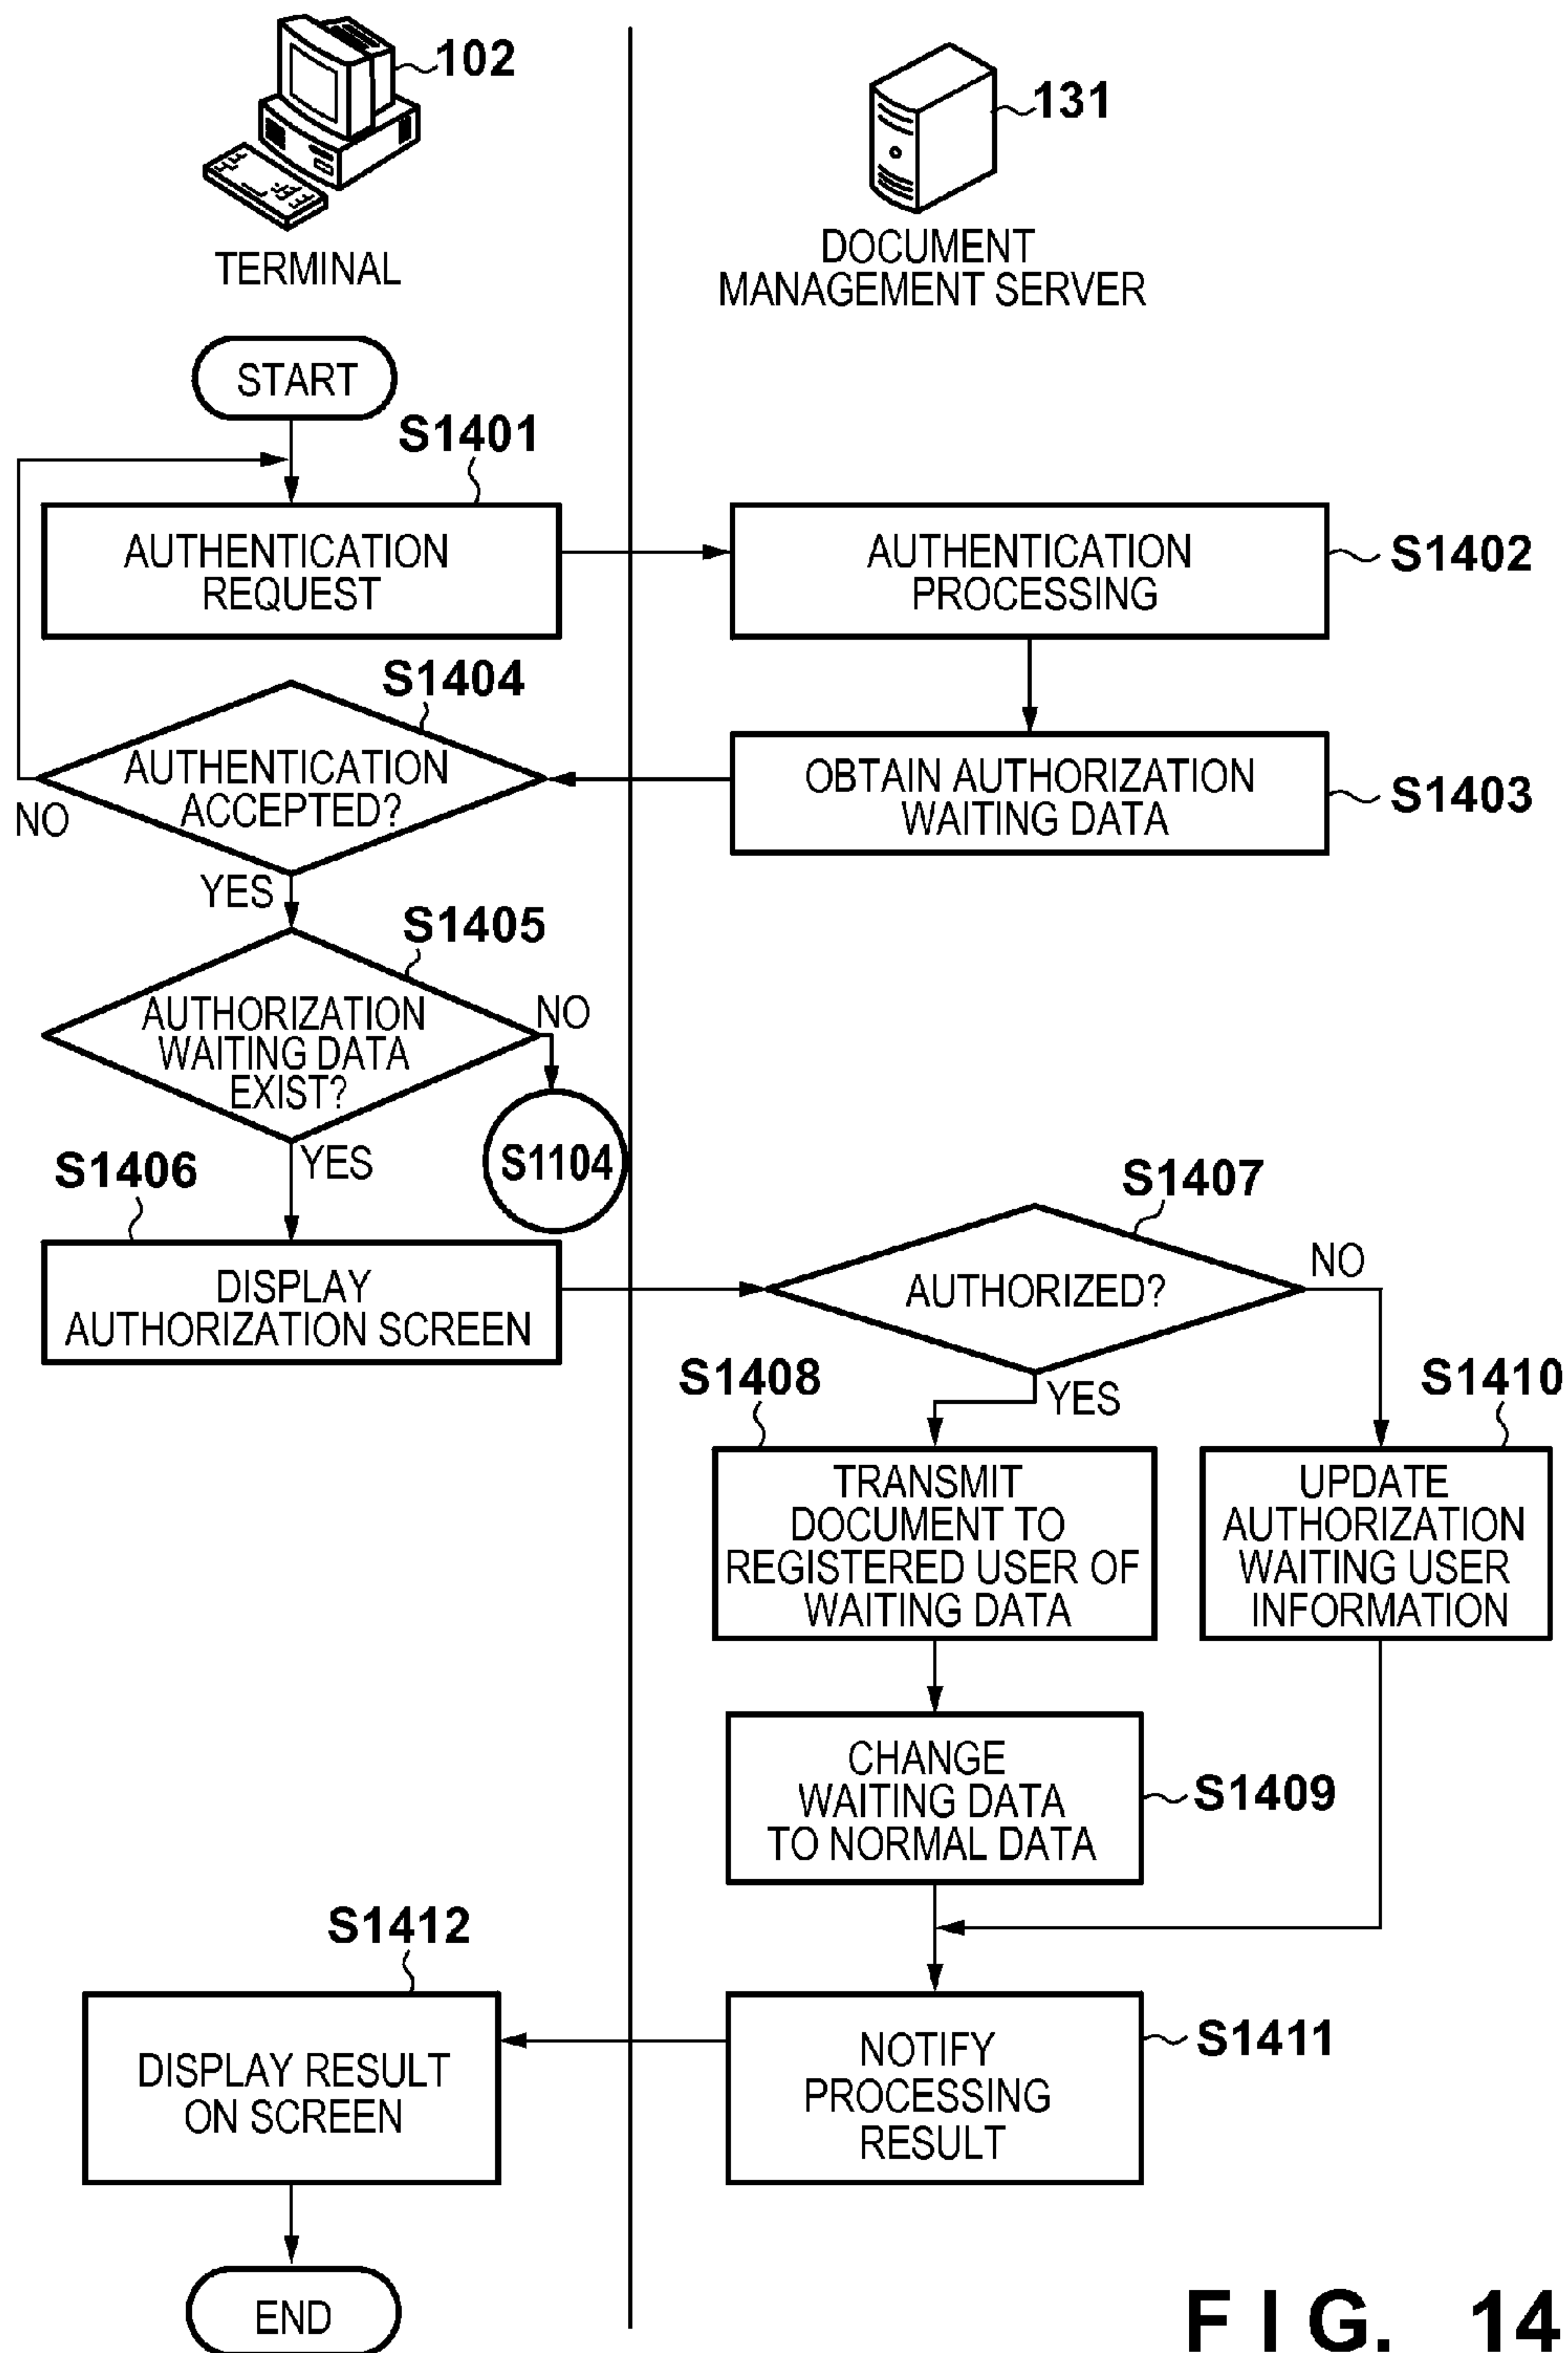 102
131
TERMINAL
DOCUMENT
MANAGEMENT SERVER
START
S1401
AUTHENTICATION
REQUEST
AUTHENTICATION
PROCESSING
S1402
S1404
AUTHENTICATION
ACCEPTED?
NO
YES
OBTAIN AUTHORIZATION
WAITING DATA
S1403
S1405
AUTHORIZATION
WAITING DATA
EXIST?
NO
YES
S1104
S1406
DISPLAY
AUTHORIZATION SCREEN
S1407
AUTHORIZED?
NO
YES
S1408
TRANSMIT
DOCUMENT TO
REGISTERED USER OF
WAITING DATA
S1410
UPDATE
AUTHORIZATION
WAITING USER
INFORMATION
CHANGE
WAITING DATA
TO NORMAL DATA
S1409
S1412
DISPLAY RESULT
ON SCREEN
NOTIFY
PROCESSING
RESULT
S1411
END
FIG. 14